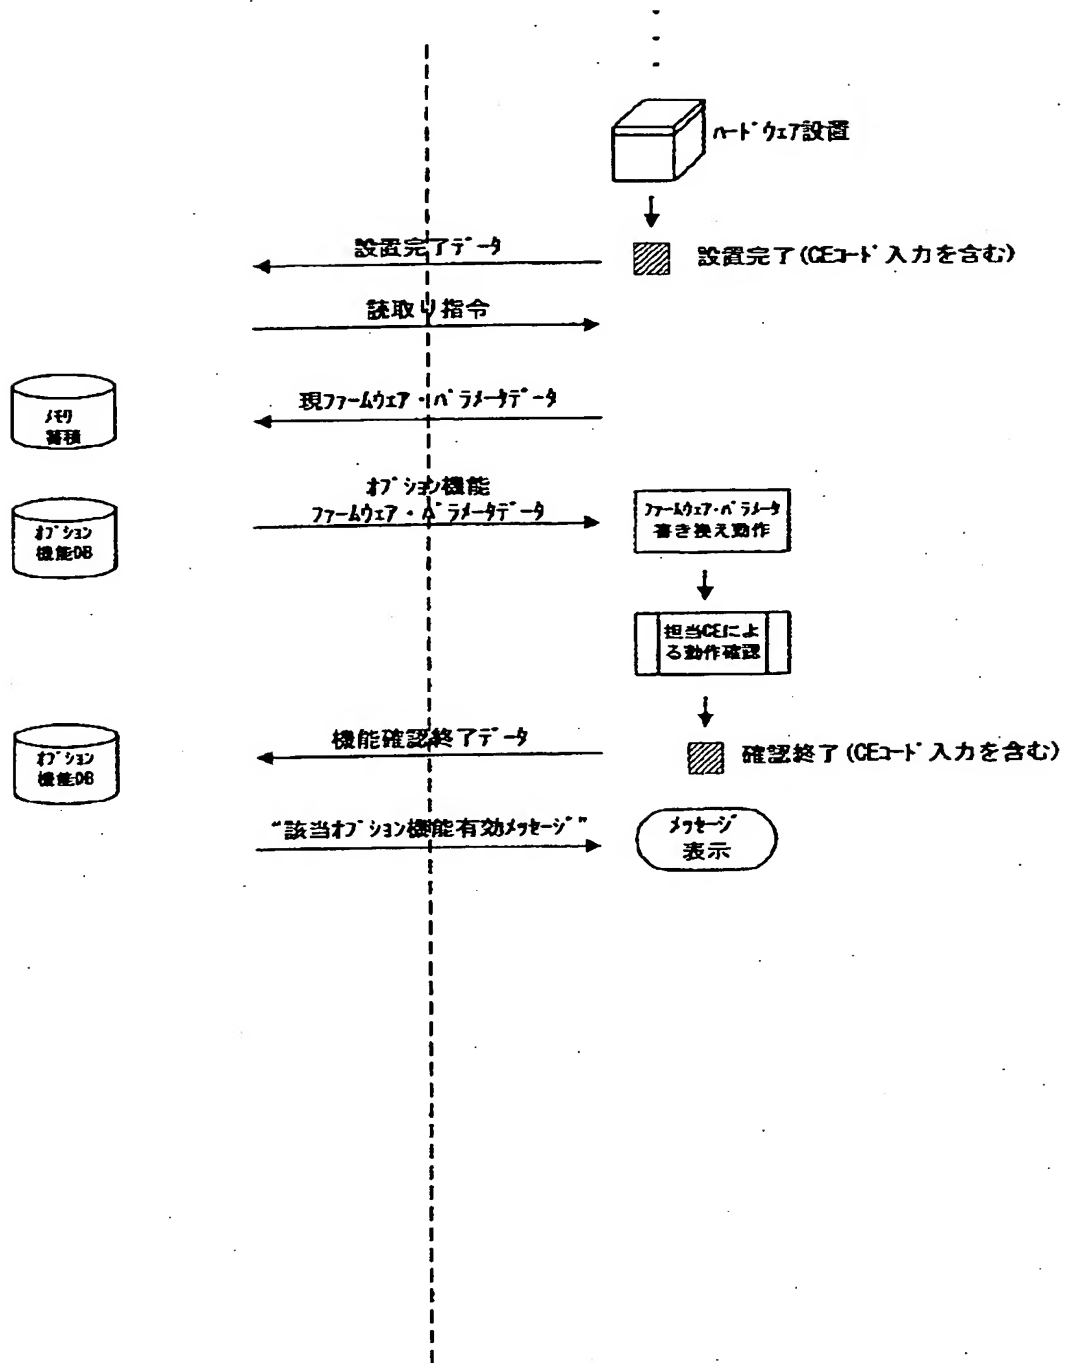 ハードウェア設置
設置完了データ
設置完了(CEコード入力を含む)
読取り指令
現ファームウェア・パラメータデータ
メモリ
蓄積
オプション機能
ファームウェア・パラメータデータ
ファームウェア・パラメータ
書き換え動作
オプション
機能DB
担当CEによ
る動作確認
機能確認終了データ
確認終了(CEコード入力を含む)
オプション
機能DB
“該当オプション機能有効メッセージ”
メッセージ
表示